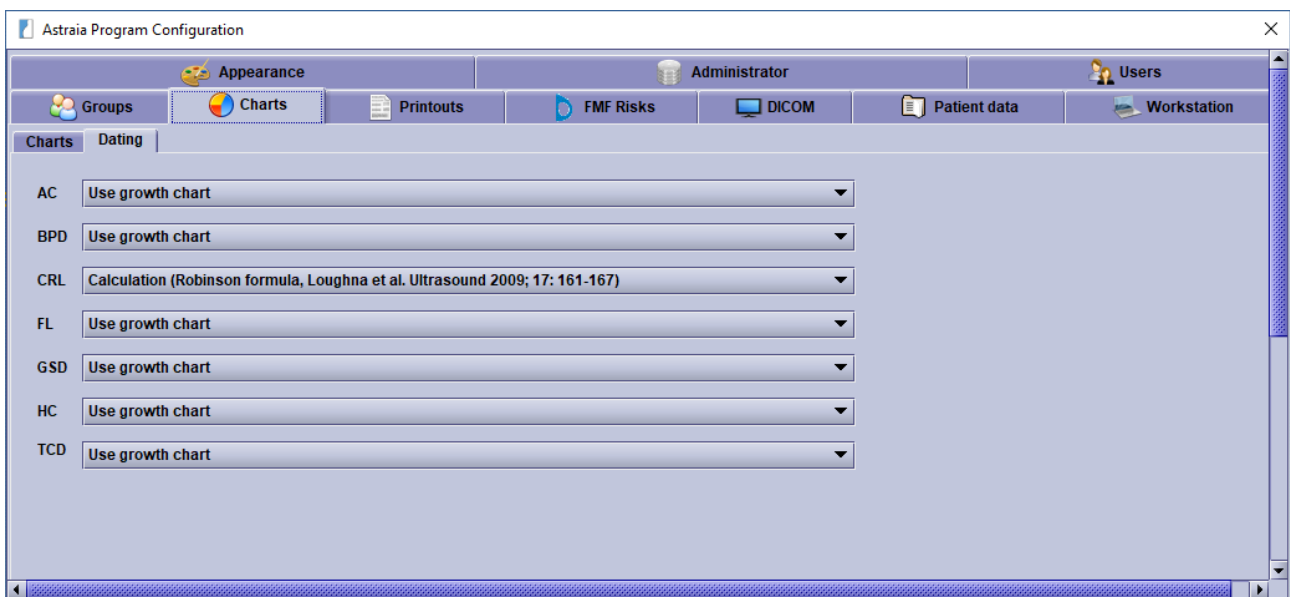 Astraia Program Configuration
Appearance Administrator Users
Groups Charts Printouts FMF Risks DICOM Patient data Workstation
Charts Dating
AC Use growth chart
BPD Use growth chart
CRL Calculation (Robinson formula, Loughna et al. Ultrasound 2009; 17: 161-167)
FL Use growth chart
GSD Use growth chart
HC Use growth chart
TCD Use growth chart